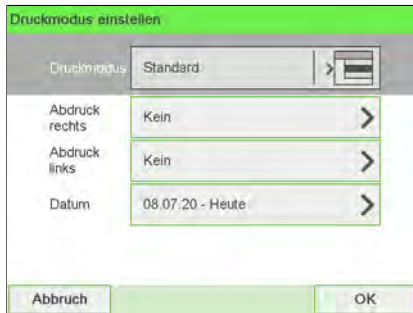 Druckmodus einstellen
Druckmodus Standard
Abdruck
rechts
Kein
Abdruck
links
Kein
Datum 08.07.20 - Heute
Abbruch OK